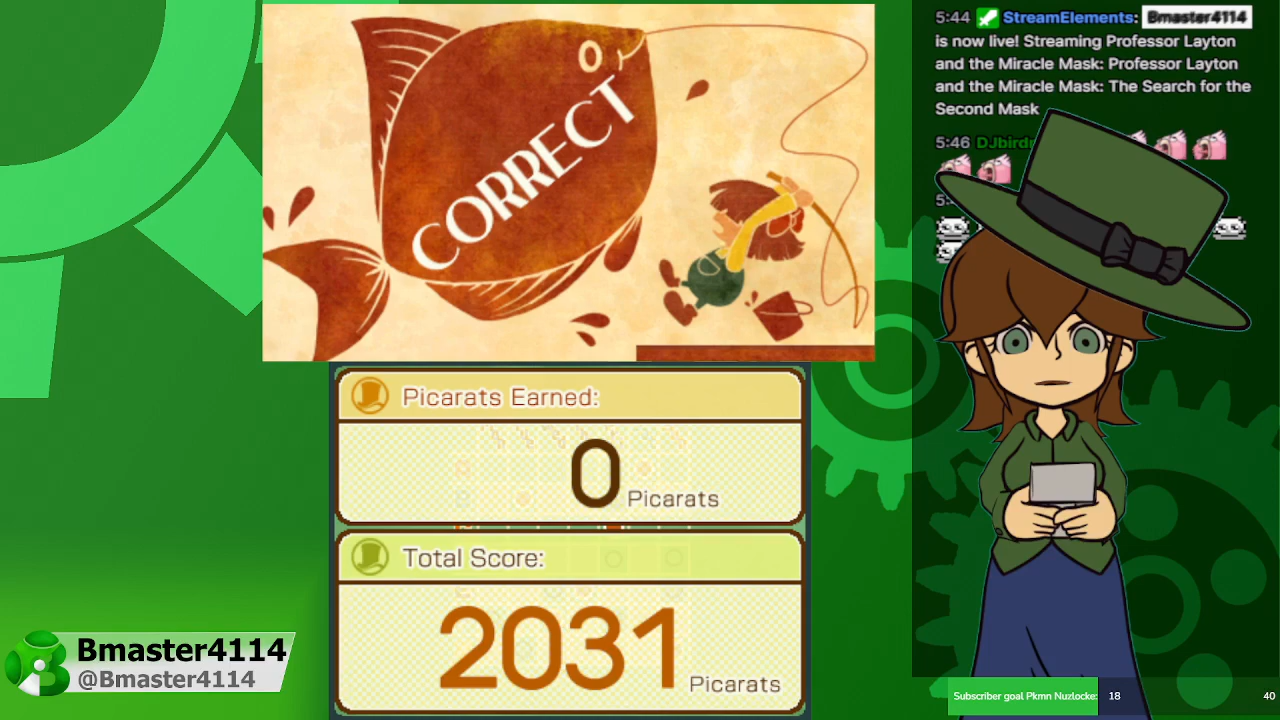 CORRECT
Picarats Earned:
0 Picarats
Total Score:
2031 Picarats
Bmaster4114
@Bmaster4114
5:44 StreamElements: Bmaster4114
is now live! Streaming Professor Layton
and the Miracle Mask: Professor Layton
and the Miracle Mask: The Search for the
Second Mask
5:46
Subscriber goal Pkmn Nuzlocke: 18 40